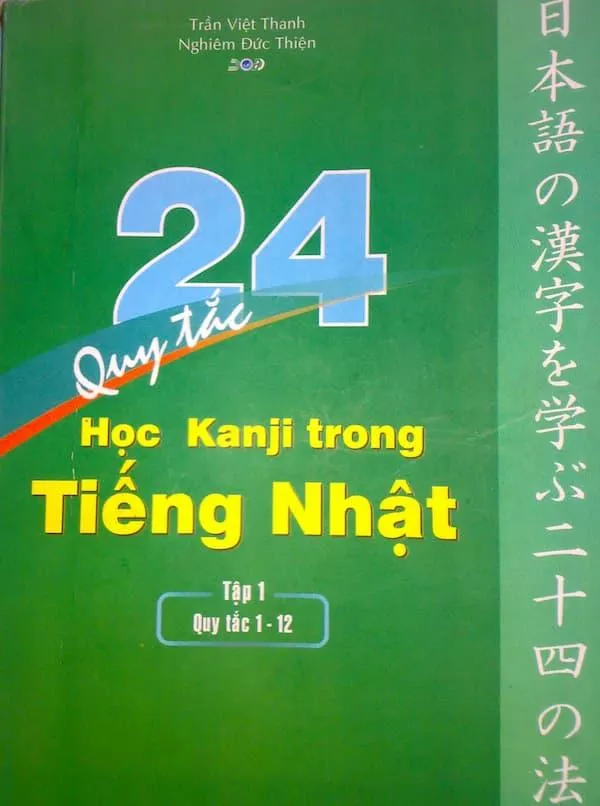 Trần Việt Thanh
Nghiêm Đức Thiện
24
Quy tắc
Học Kanji trong
Tiếng Nhật
Tập 1
Quy tắc 1 - 12
日本語の漢字を学ぶ二十四の法